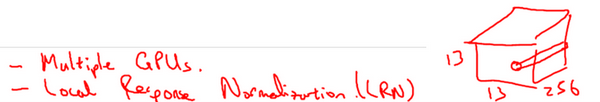 - Multiple GPUs.
- Local Response Normalization (LRN)
13
13
256